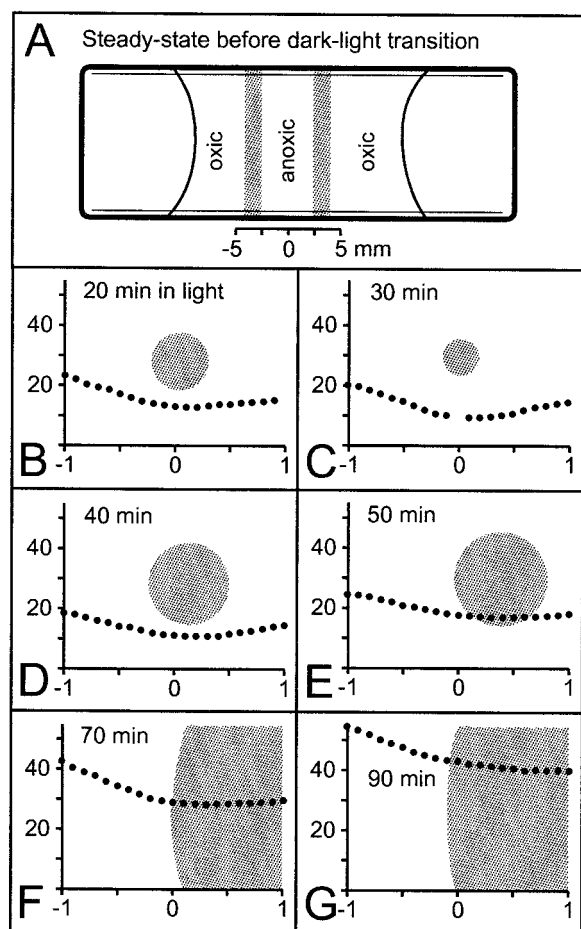 A Steady-state before dark-light transition
oxic
anoxic
oxic
-5 0 5 mm
20 min in light
40
20
B
-1 0 1
30 min
40
20
C
-1 0 1
40 min
40
20
D
-1 0 1
50 min
40
20
E
-1 0 1
70 min
40
20
F
-1 0 1
90 min
40
20
G
-1 0 1